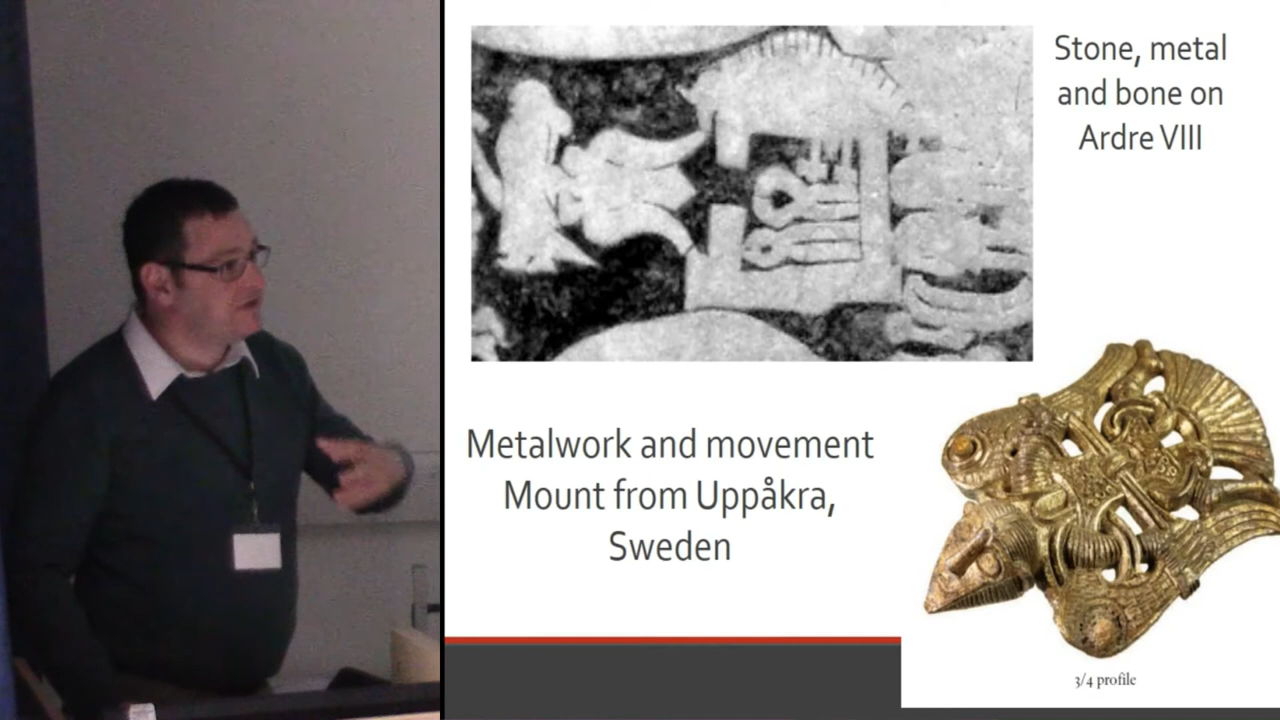 Stone, metal
and bone on
Ardre VIII
Metalwork and movement
Mount from Uppåkra,
Sweden
3/4 profile